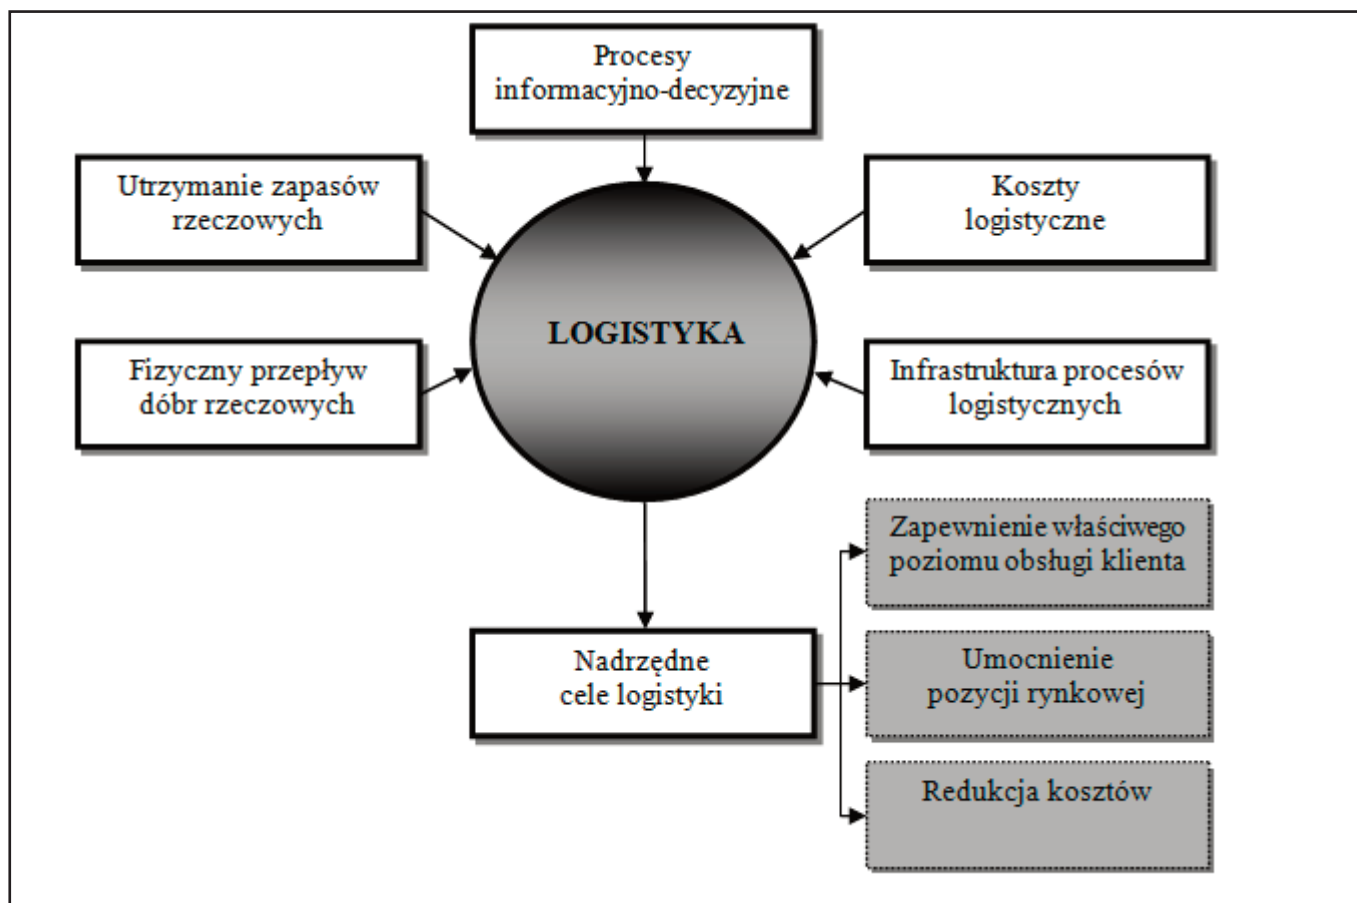 Procesy
informacyjno-decyzyjne
Utrzymanie zapasów
rzeczowych
Koszty
logistyczne
LOGISTYKA
Fizyczny przepływ
dóbr rzeczowych
Infrastruktura procesów
logistycznych
Zapewnienie właściwego
poziomu obsługi klienta
Nadrzędne
cele logistyki
Umocnienie
pozycji rynkowej
Redukcja kosztów